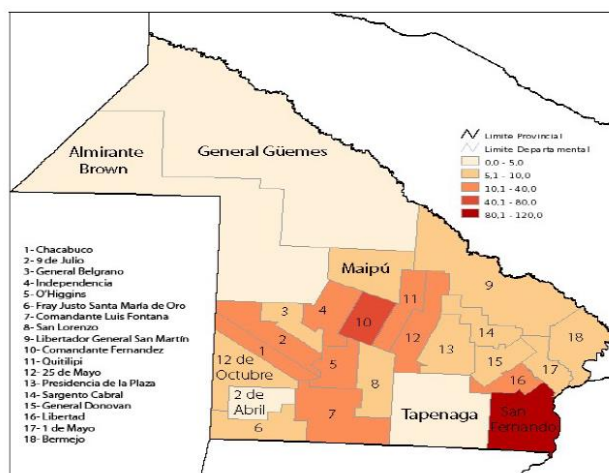 Almirante
Brown
General Güemes
Limite Provincial
Limite Departamental
0,0 - 5,0
5,1 - 10,0
10,1 - 40,0
40,1 - 80,0
80,1 - 120,0
1- Chacabuco
2- 9 de Julio
3- General Belgrano
4- Independencia
5- O'Higgins
6- Fray Justo Santa María de Oro
7- Comandante Luis Fontana
8- San Lorenzo
9- Libertador General San Martín
10- Comandante Fernandez
11- Quitilipi
12- 25 de Mayo
13- Presidencia de la Plaza
14- Sargento Cabral
15- General Donovan
16- Libertad
17- 1 de Mayo
18- Bermejo
Maipú
9
11
10
4
3
2
1
5
12
13
14
15
18
17
16
12 de
Octubre
8
2 de
Abril
6
7
Tapenaga
San
Fernando